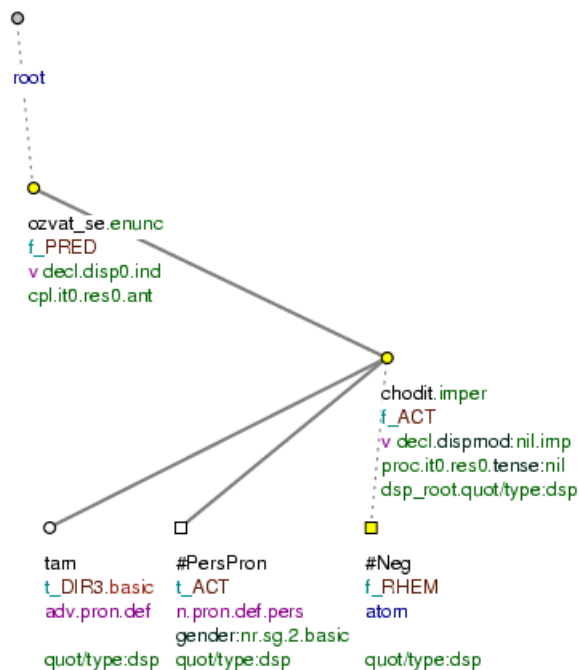 root
ozvat_se.enunc
f_PRED
v decl.disp0.ind
cpl.it0.res0.ant
chodit.imper
f_ACT
v decl.dispmod:nil.imp
proc.it0.res0.tense:nil
dsp_root.quot/type:dsp
tam
t_DIR3.basic
adv.pron.def
quot/type:dsp
#PersPron
t_ACT
n.pron.def.pers
gender:nr.sg.2.basic
quot/type:dsp
#Neg
f_RHEM
atom
quot/type:dsp